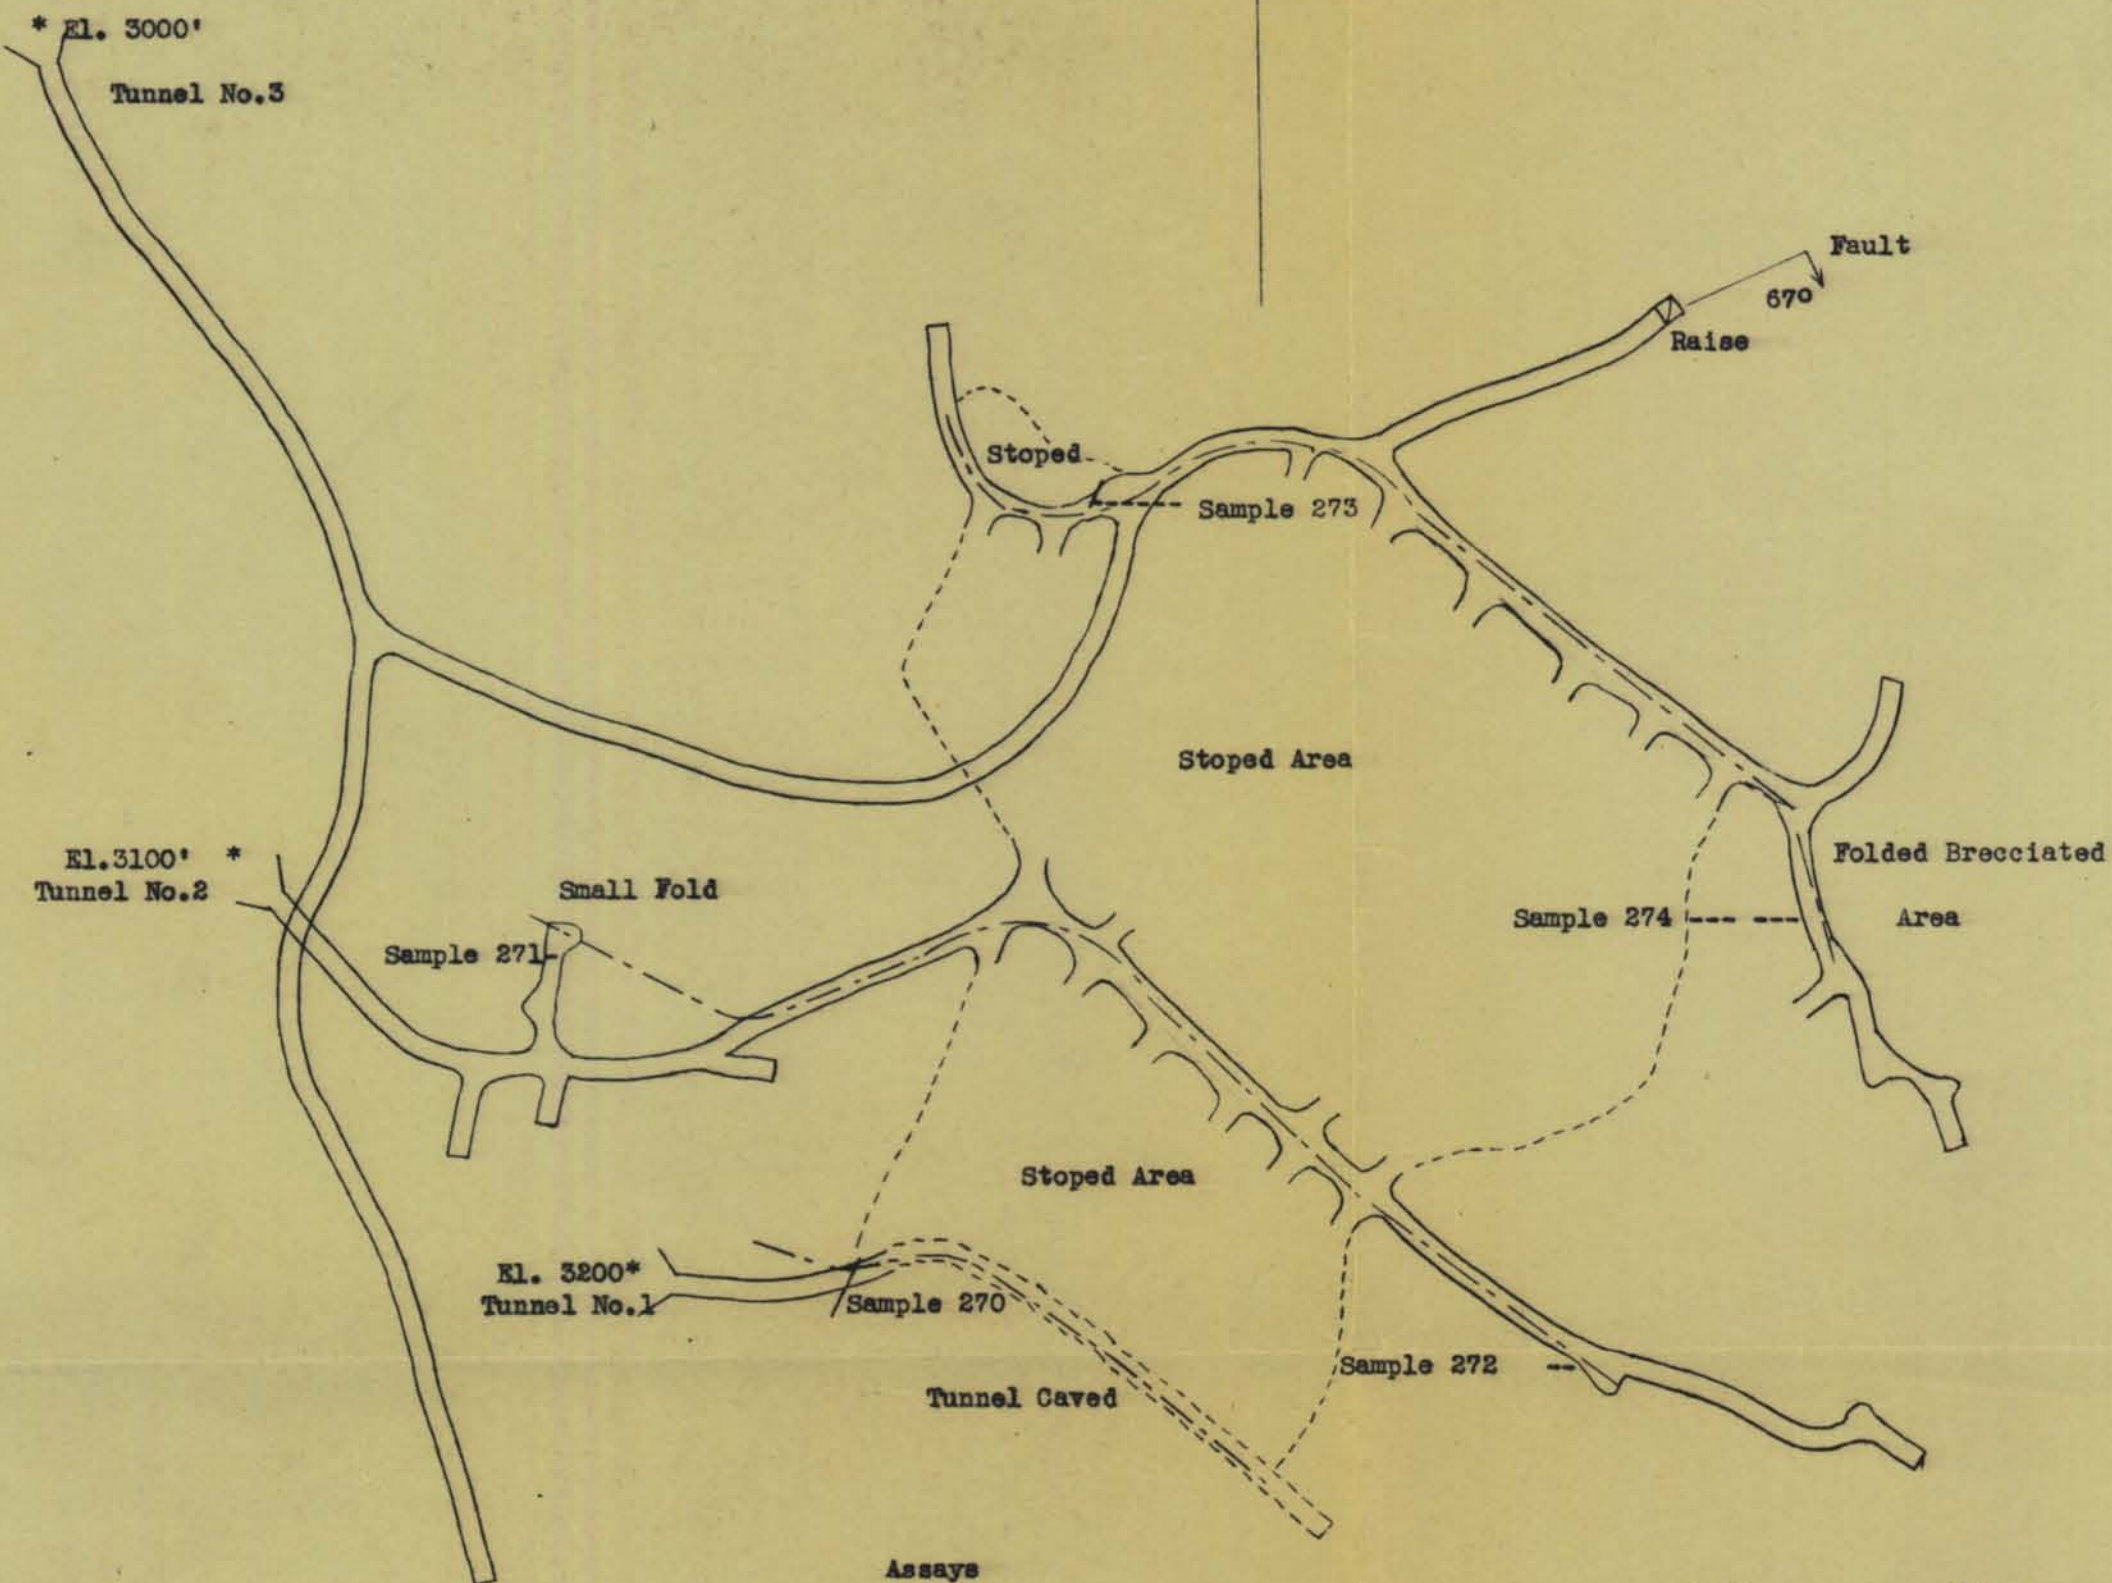 * El. 3000'
Tunnel No.3
Fault
67o
Raise
Stoped
Sample 273
Stoped Area
El.3100' *
Tunnel No.2
Small Fold
Sample 271
Folded Brecciated
Area
Sample 274
Stoped Area
El. 3200*
Tunnel No.1
Sample 270
Sample 272
Tunnel Caved
Assays